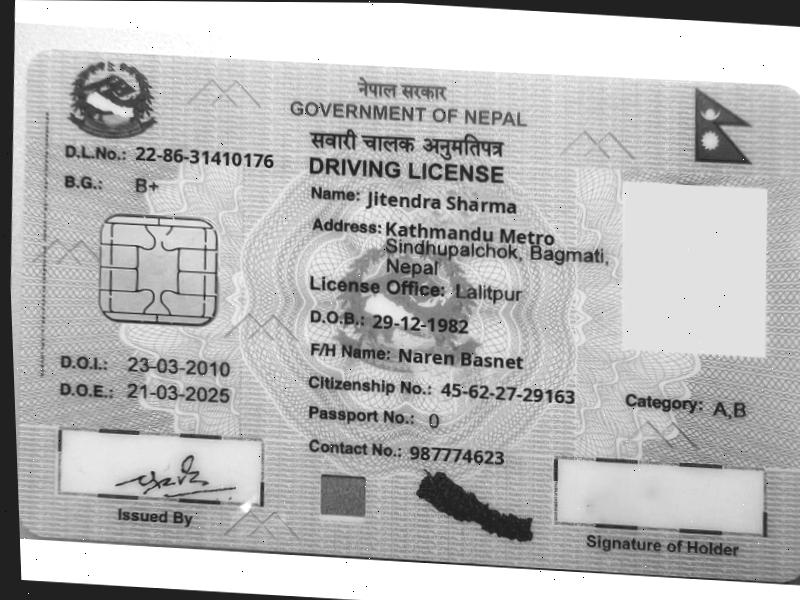 नेपाल सरकार
GOVERNMENT OF NEPAL
सवारी चालक अनुमतिपत्र
DRIVING LICENSE
D.L.No.: 22-86-31410176
B.G.: B+
Name: Jitendra Sharma
Address: Kathmandu Metro
Sindhupalchok, Bagmati,
Nepal
License Office: Lalitpur
D.O.B.: 29-12-1982
F/H Name: Naren Basnet
D.O.I.: 23-03-2010
D.O.E.: 21-03-2025
Citizenship No.: 45-62-27-29163
Category: A,B
Passport No.: 0
Contact No.: 987774623
Issued By
Signature of Holder